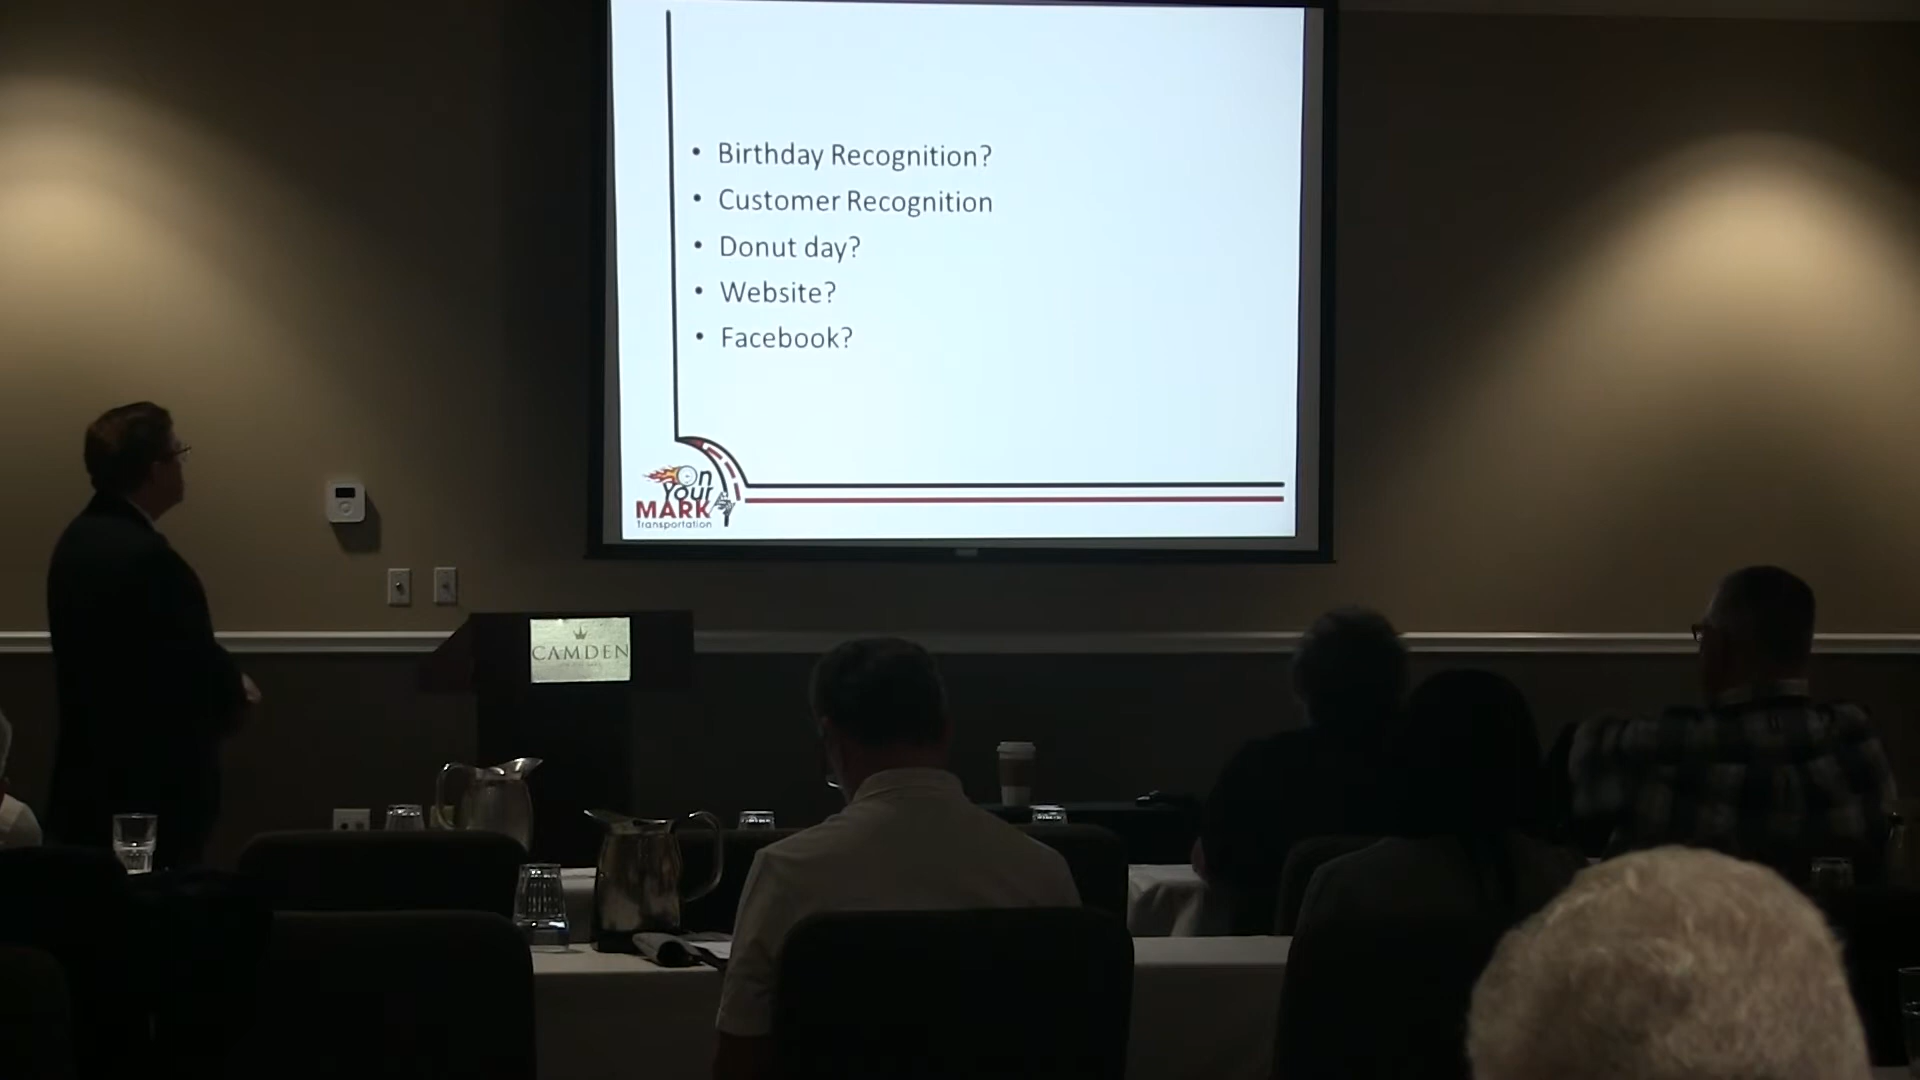 • Birthday Recognition?
• Customer Recognition
• Donut day?
• Website?
• Facebook?
On
Your
MARK
Transportation
CAMDEN